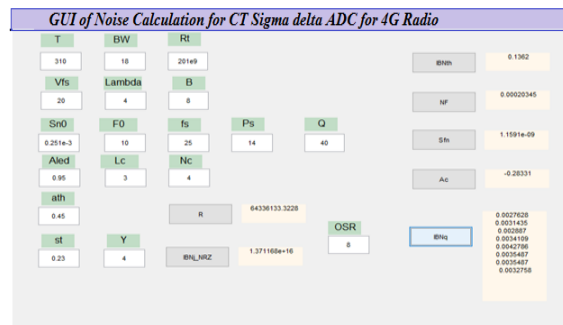 GUI of Noise Calculation for CT Sigma delta ADC for 4G Radio
T BW Rt
310 18 201e9
Vfs Lambda B
20 4 8
Sn0 F0 fs Ps Q
0.251e-3 10 25 14 40
Aled Lc Nc
0.95 3 4
ath
0.45
st Y
0.23 4
R 64336133.3228
IBNj_NRZ 1.371168e+16
OSR
8
IBNth 0.1362
NF 0.00020345
Sfn 1.1591e-09
Ac -0.28331
IBNq
0.0027628
0.0031435
0.002887
0.0034109
0.0042786
0.0035487
0.0035487
0.0032758